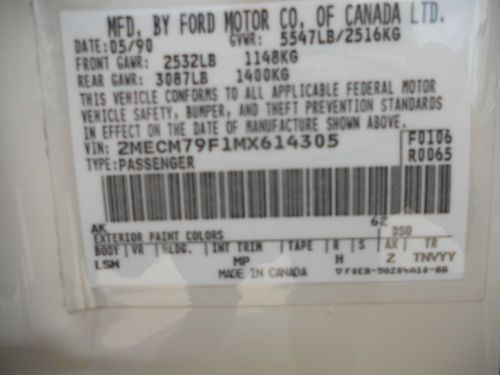 MFD. BY FORD MOTOR CO. OF CANADA LTD.
DATE: 05/90 GVWR: 5547LB/2516KG
FRONT GAWR: 2532LB 1148KG
REAR GAWR: 3087LB 1400KG
THIS VEHICLE CONFORMS TO ALL APPLICABLE FEDERAL MOTOR
VEHICLE SAFETY, BUMPER, AND THEFT PREVENTION STANDARDS
IN EFFECT ON THE DATE OF MANUFACTURE SHOWN ABOVE.
VIN: 2MECM79F1MX614305 F0106
TYPE: PASSENGER R0065
AK 62
EXTERIOR PAINT COLORS DSO
BODY VR MLDG. INT TRIM TAPE R S AX TR
LSW MP H Z TNVYY
MADE IN CANADA